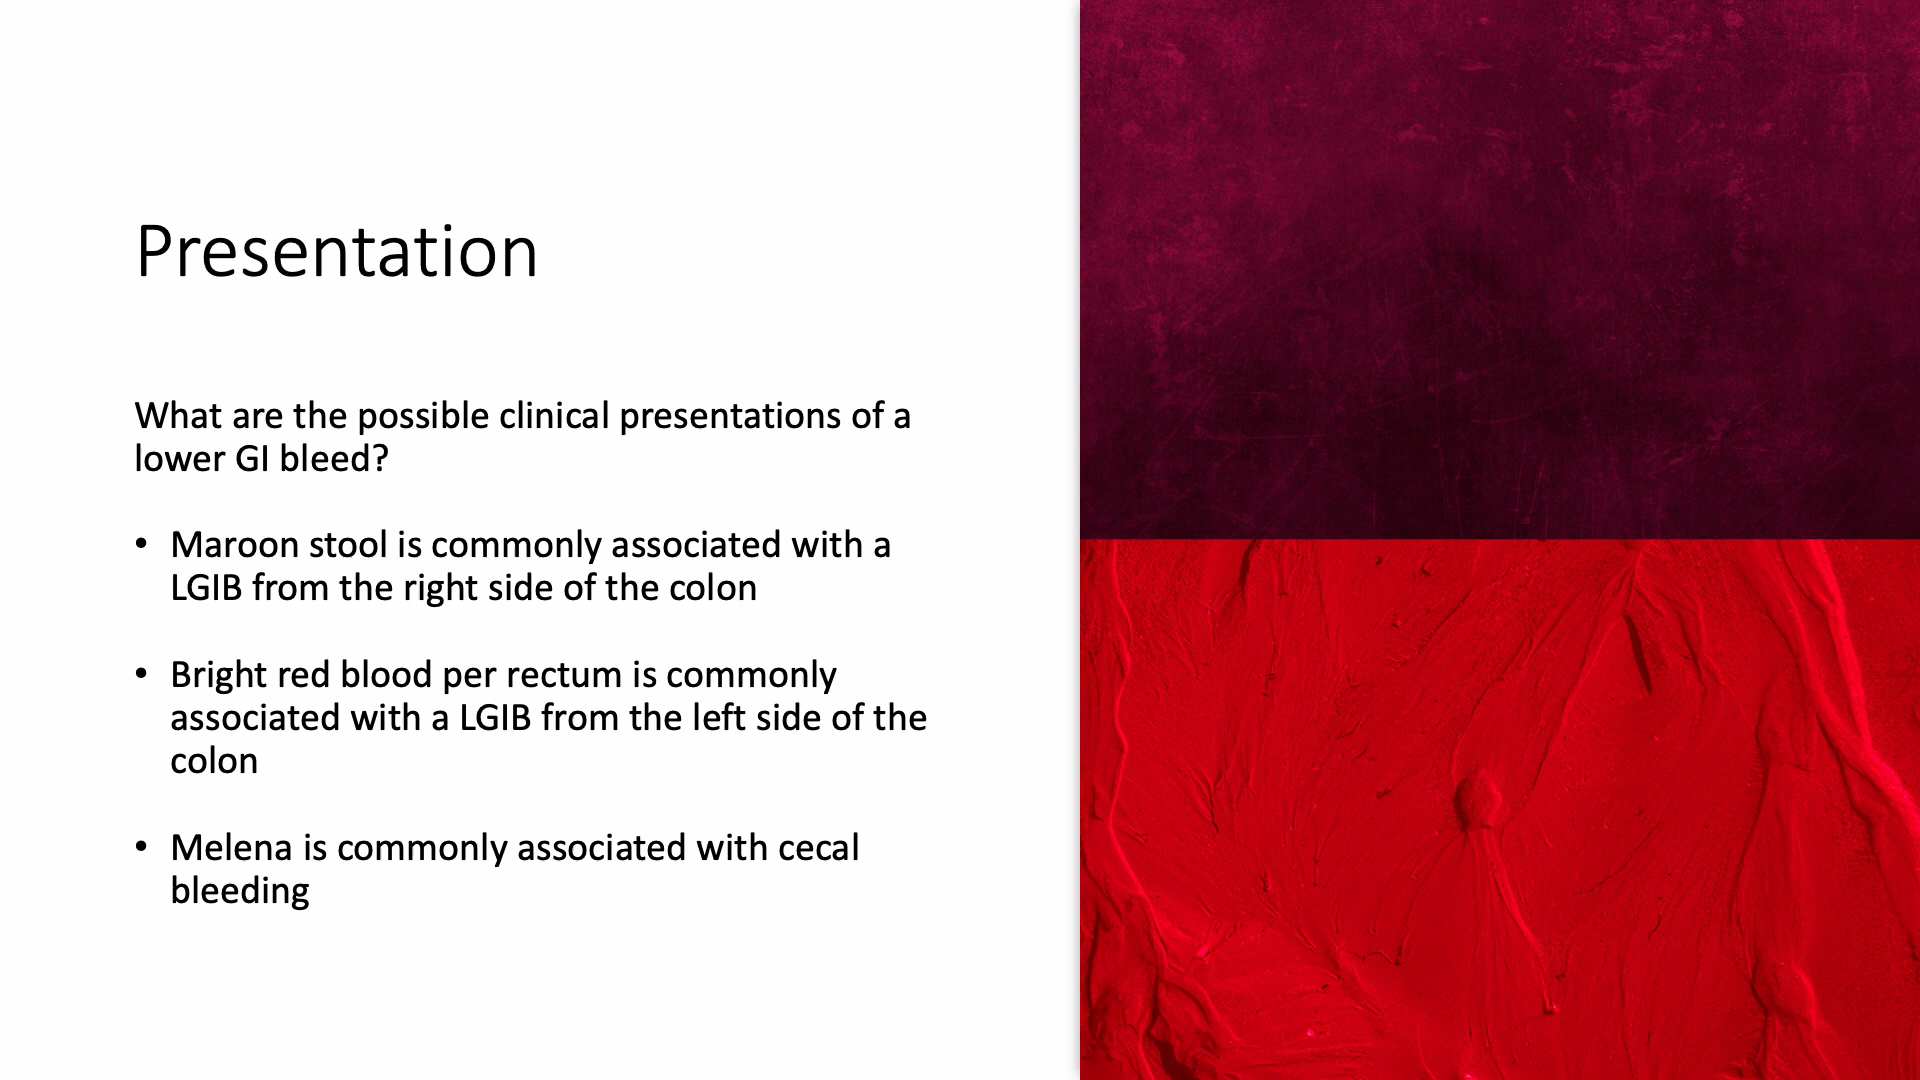 Presentation
What are the possible clinical presentations of a
lower GI bleed?
• Maroon stool is commonly associated with a
LGIB from the right side of the colon
• Bright red blood per rectum is commonly
associated with a LGIB from the left side of the
colon
• Melena is commonly associated with cecal
bleeding